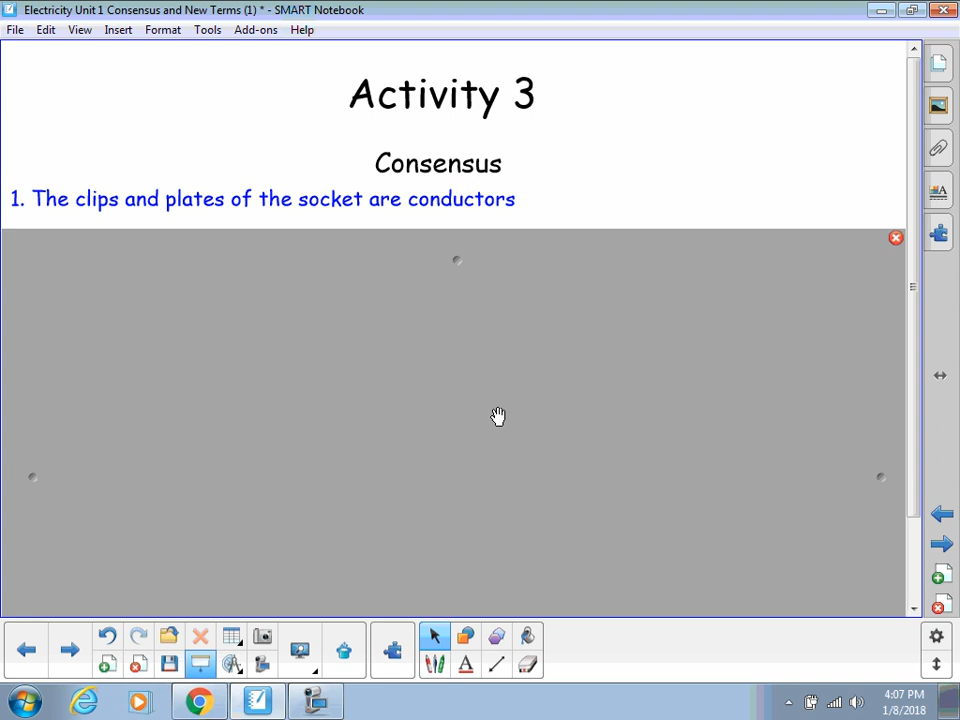 Electricity Unit 1 Consensus and New Terms (1) * - SMART Notebook
File Edit View Insert Format Tools Add-ons Help
Activity 3
Consensus
1. The clips and plates of the socket are conductors
4:07 PM
1/8/2018